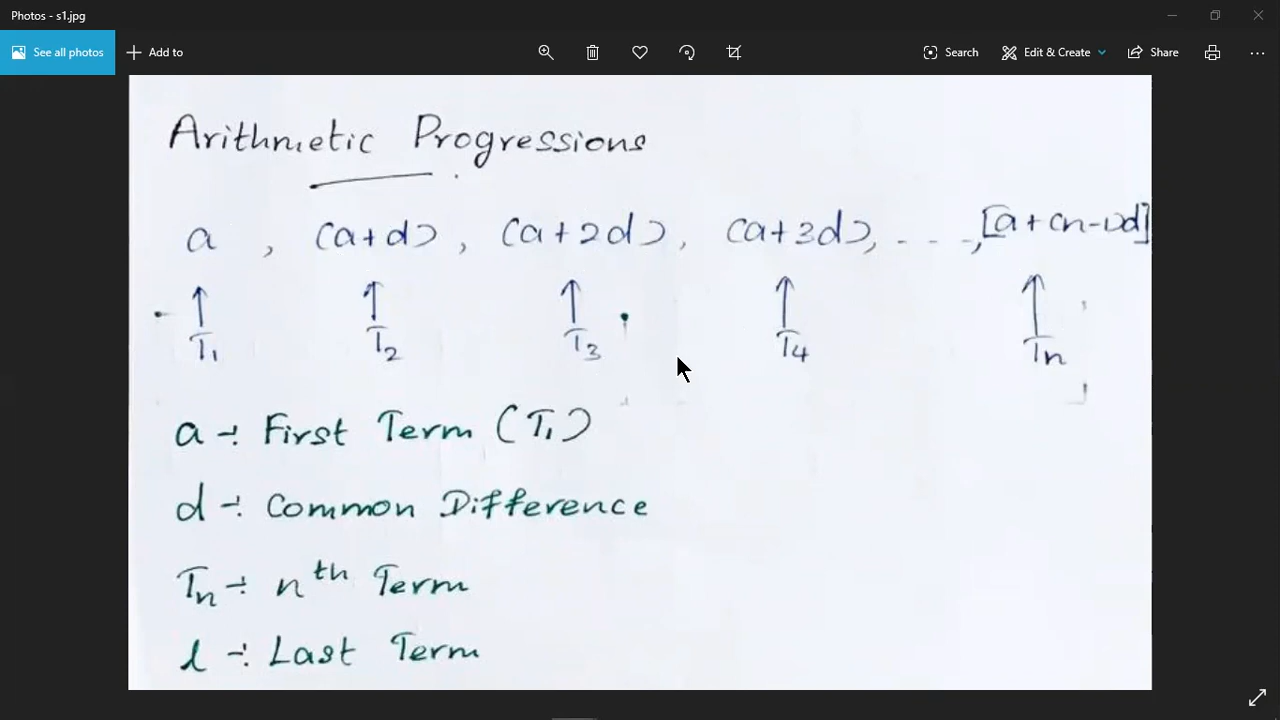 Photos - s1.jpg
See all photos
Add to
Search
Edit & Create
Share
Arithmetic Progressions
a , (a+d) , (a+2d) , (a+3d), - - -, [a+(n-1)d]
↑ ↑ ↑ ↑ ↑
T₁ T₂ T₃ T₄ Tₙ
a ÷ First Term (T₁)
d ÷ Common Difference
Tₙ ÷ nᵗʰ Term
l ÷ Last Term